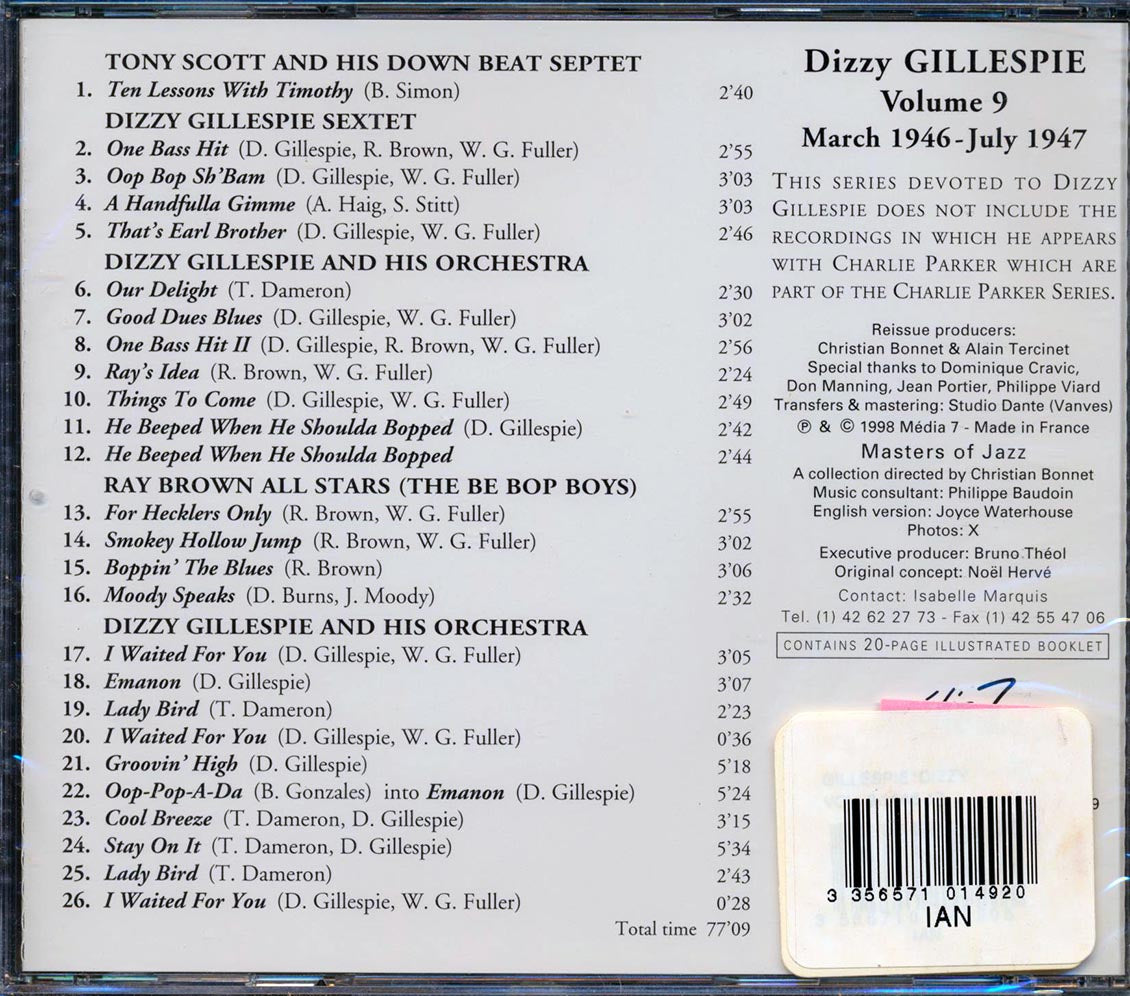 TONY SCOTT AND HIS DOWN BEAT SEPTET
1. Ten Lessons With Timothy (B. Simon) 2'40
DIZZY GILLESPIE SEXTET
2. One Bass Hit (D. Gillespie, R. Brown, W. G. Fuller) 2'55
3. Oop Bop Sh'Bam (D. Gillespie, W. G. Fuller) 3'03
4. A Handfulla Gimme (A. Haig, S. Stitt) 3'03
5. That's Earl Brother (D. Gillespie, W. G. Fuller) 2'46
DIZZY GILLESPIE AND HIS ORCHESTRA
6. Our Delight (T. Dameron) 2'30
7. Good Dues Blues (D. Gillespie, W. G. Fuller) 3'02
8. One Bass Hit II (D. Gillespie, R. Brown, W. G. Fuller) 2'56
9. Ray's Idea (R. Brown, W. G. Fuller) 2'24
10. Things To Come (D. Gillespie, W. G. Fuller) 2'49
11. He Beeped When He Shoulda Bopped (D. Gillespie) 2'42
12. He Beeped When He Shoulda Bopped 2'44
RAY BROWN ALL STARS (THE BE BOP BOYS)
13. For Hecklers Only (R. Brown, W. G. Fuller) 2'55
14. Smokey Hollow Jump (R. Brown, W. G. Fuller) 3'02
15. Boppin' The Blues (R. Brown) 3'06
16. Moody Speaks (D. Burns, J. Moody) 2'32
DIZZY GILLESPIE AND HIS ORCHESTRA
17. I Waited For You (D. Gillespie, W. G. Fuller) 3'05
18. Emanon (D. Gillespie) 3'07
19. Lady Bird (T. Dameron) 2'23
20. I Waited For You (D. Gillespie, W. G. Fuller) 0'36
21. Groovin' High (D. Gillespie) 5'18
22. Oop-Pop-A-Da (B. Gonzales) into Emanon (D. Gillespie) 5'24
23. Cool Breeze (T. Dameron, D. Gillespie) 3'15
24. Stay On It (T. Dameron, D. Gillespie) 5'34
25. Lady Bird (T. Dameron) 2'43
26. I Waited For You (D. Gillespie, W. G. Fuller) 0'28
Total time 77'09
Dizzy GILLESPIE
Volume 9
March 1946-July 1947
THIS SERIES DEVOTED TO DIZZY
GILLESPIE DOES NOT INCLUDE THE
RECORDINGS IN WHICH HE APPEARS
WITH CHARLIE PARKER WHICH ARE
PART OF THE CHARLIE PARKER SERIES.
Reissue producers:
Christian Bonnet & Alain Tercinet
Special thanks to Dominique Cravic,
Don Manning, Jean Portier, Philippe Viard
Transfers & mastering: Studio Dante (Vanves)
℗ & © 1998 Média 7 - Made in France
Masters of Jazz
A collection directed by Christian Bonnet
Music consultant: Philippe Baudoin
English version: Joyce Waterhouse
Photos: X
Executive producer: Bruno Théol
Original concept: Noël Hervé
Contact: Isabelle Marquis
Tel. (1) 42 62 27 73 - Fax (1) 42 55 47 06
CONTAINS 20-PAGE ILLUSTRATED BOOKLET
GILLESPIE DIZZY
9
3 356571 014920
IAN